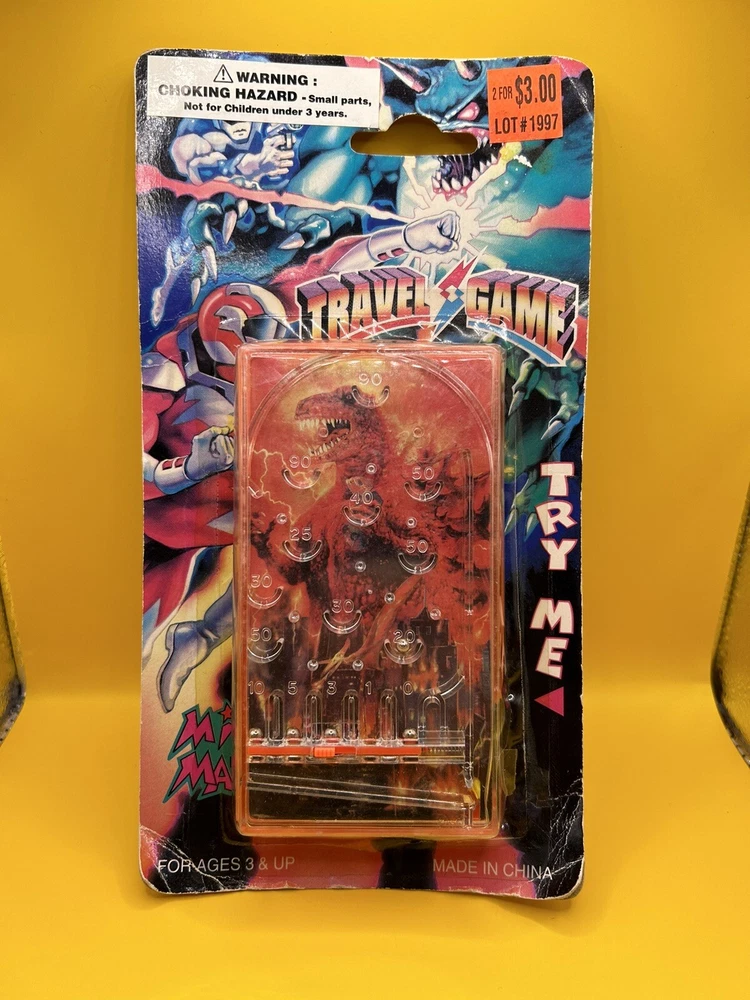 ⚠ WARNING :
CHOKING HAZARD - Small parts,
Not for Children under 3 years.
2 FOR $3.00
LOT # 1997
TRAVEL GAME
TRY ME
90
90
50
40
25
50
30
30
50
20
10 5 3 1 0
FOR AGES 3 & UP
MADE IN CHINA